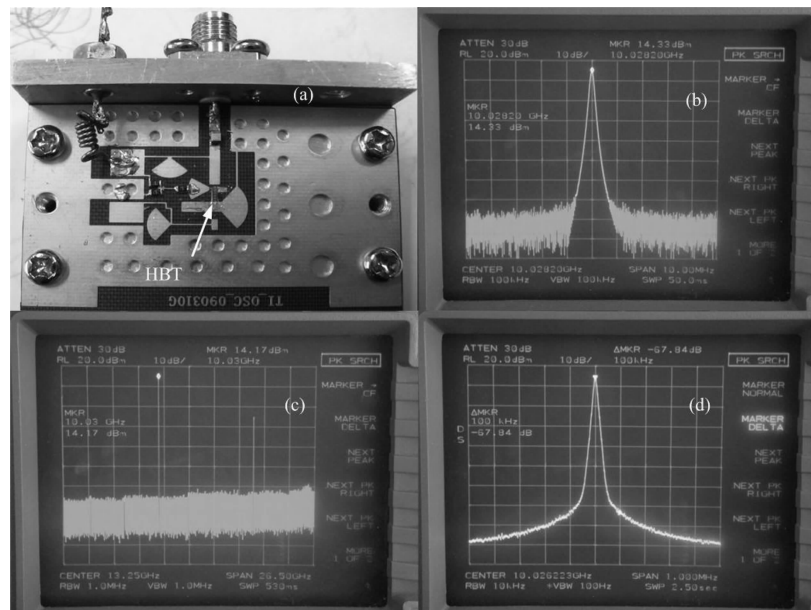 (a)
HBT
T1_OSC_090310G
ATTEN 30dB MKR 14.33dBm
RL 20.0dBm 10dB/ 10.02820GHz
PK SRCH
MKR
10.02820 GHz
14.33 dBm
(b)
MARKER →
CF
MARKER
DELTA
NEXT
PEAK
NEXT PK
RIGHT
NEXT PK
LEFT
MORE
1 OF 2
CENTER 10.02820GHz SPAN 10.00MHz
RBW 100kHz VBW 100kHz SWP 50.0ms
ATTEN 30dB MKR 14.17dBm
RL 20.0dBm 10dB/ 10.03GHz
PK SRCH
MKR
10.03 GHz
14.17 dBm
(c)
MARKER →
CF
MARKER
DELTA
NEXT
PEAK
NEXT PK
RIGHT
NEXT PK
LEFT
MORE
1 OF 2
CENTER 13.25GHz SPAN 26.50GHz
RBW 1.0MHz VBW 1.0MHz SWP 530ms
ATTEN 30dB ΔMKR -67.84dB
RL 20.0dBm 10dB/ 100kHz
PK SRCH
ΔMKR
100 kHz
-67.84 dB
D
S
(d)
MARKER
NORMAL
MARKER
DELTA
NEXT
PEAK
NEXT PK
RIGHT
NEXT PK
LEFT
MORE
1 OF 2
CENTER 10.026223GHz SPAN 1.000MHz
RBW 10kHz *VBW 100Hz SWP 2.50sec